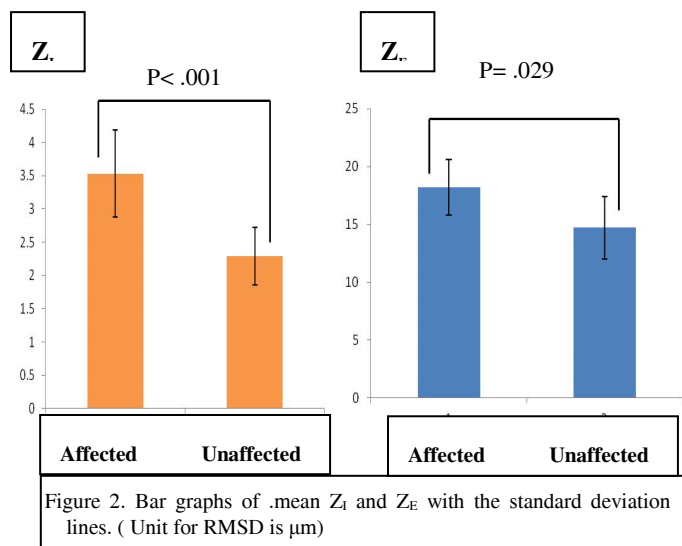 Z
Z
P< .001
P= .029
4.5
4
3.5
3
2.5
2
1.5
1
0.5
0
25
20
15
10
5
0
Affected Unaffected
Affected Unaffected
Figure 2. Bar graphs of .mean Z_I and Z_E with the standard deviation
lines. ( Unit for RMSD is μm)